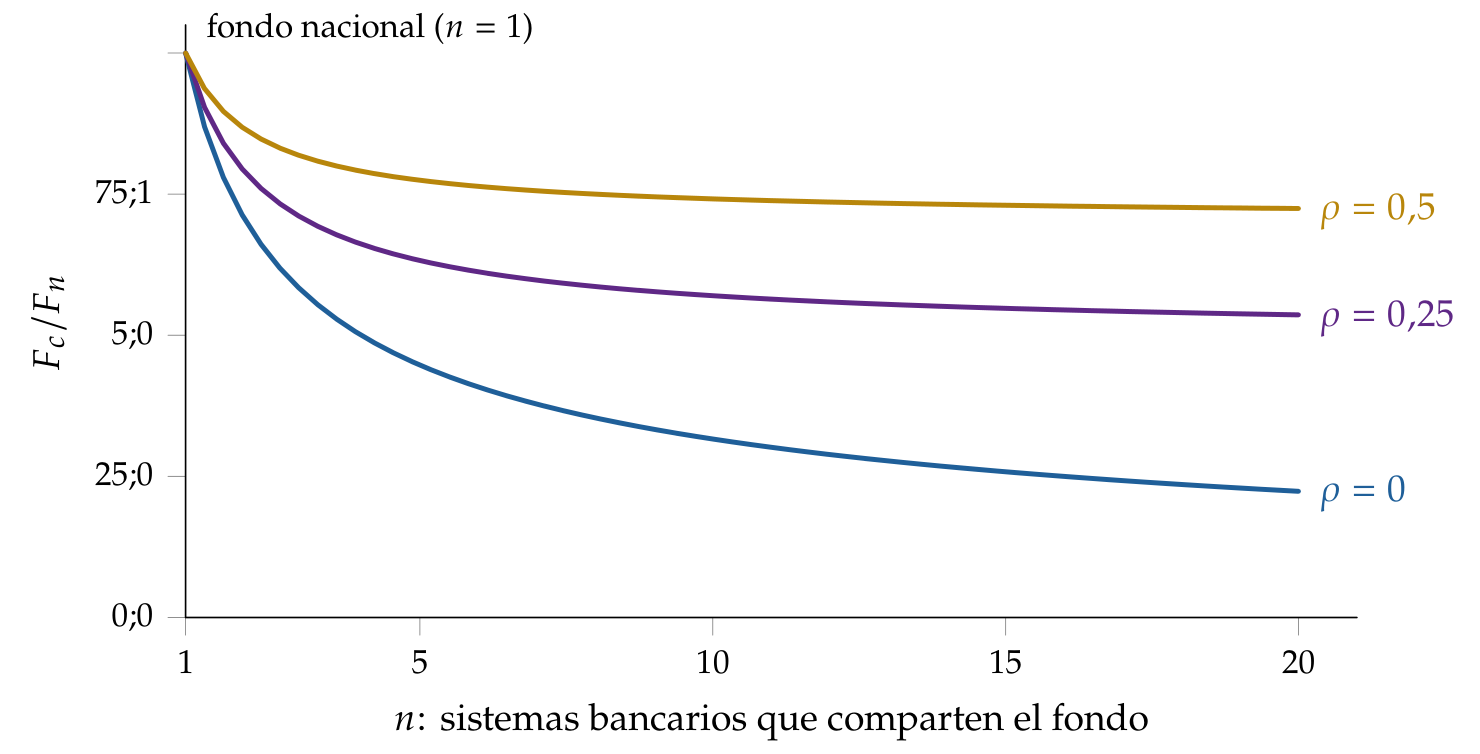 fondo nacional (n = 1)
75;1
5;0
25;0
0;0
F_c/F_n
ρ = 0,5
ρ = 0,25
ρ = 0
1 5 10 15 20
n: sistemas bancarios que comparten el fondo